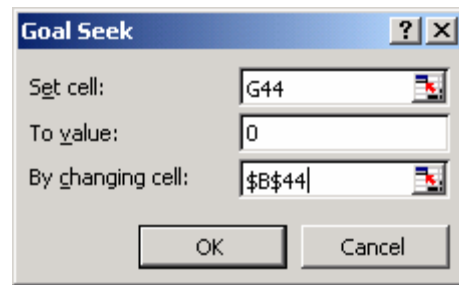 Goal Seek ? ×
Set cell: G44
To value: 0
By changing cell: $B$44
OK Cancel